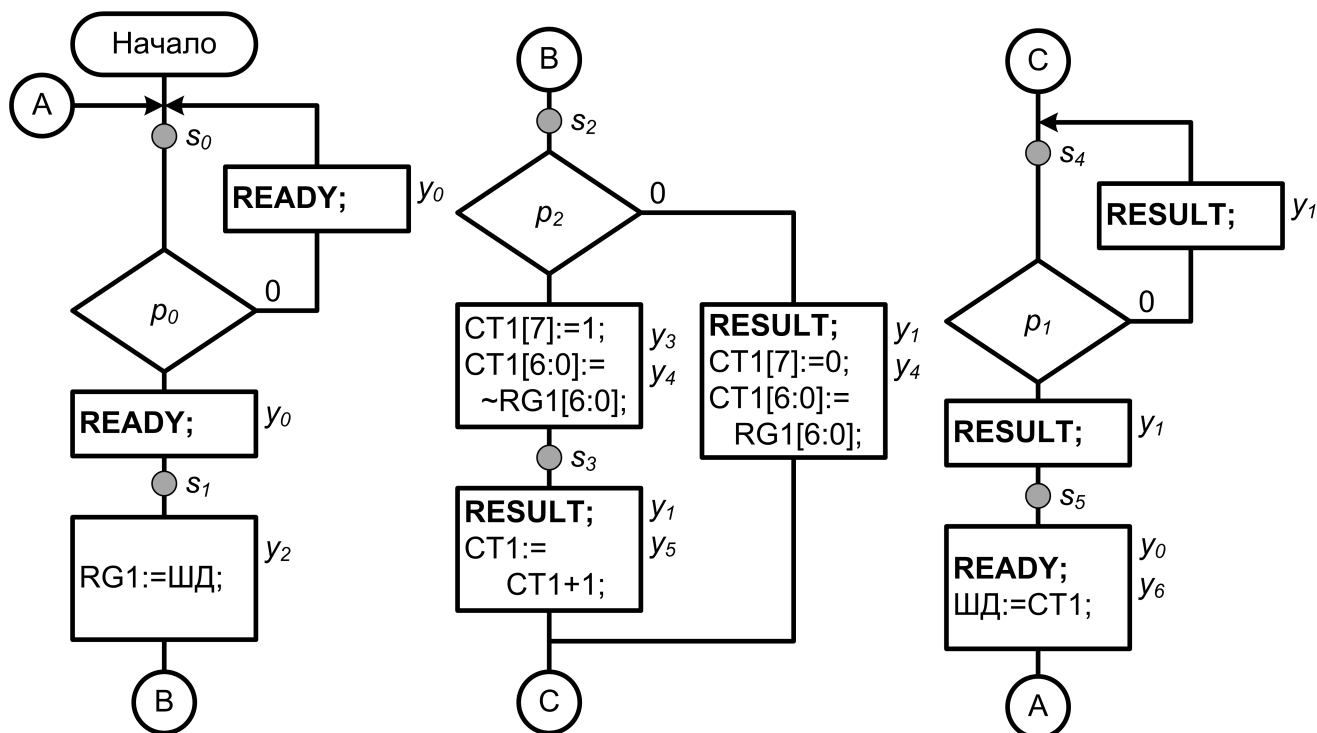 Начало
A
s0
READY;
y0
p0
0
READY;
y0
s1
RG1:=ШД;
y2
B
B
s2
p2
0
CT1[7]:=1;
CT1[6:0]:=
~RG1[6:0];
y3
y4
RESULT;
CT1[7]:=0;
CT1[6:0]:=
RG1[6:0];
y1
y4
s3
RESULT;
CT1:=
CT1+1;
y1
y5
C
C
s4
RESULT;
y1
p1
0
RESULT;
y1
s5
READY;
ШД:=CT1;
y0
y6
A